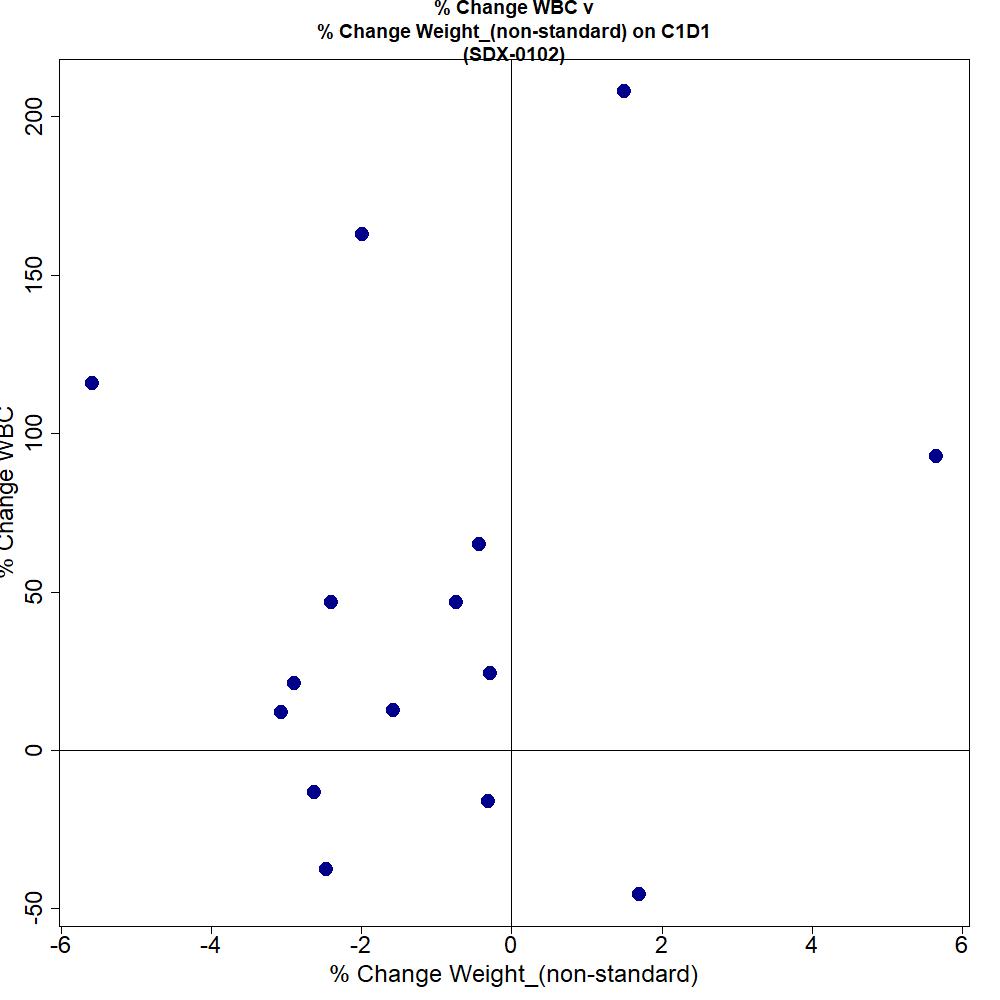 % Change WBC v
% Change Weight_(non-standard) on C1D1
(SDX-0102)
200
150
100
50
0
-50
% Change WBC
-6
-4
-2
0
2
4
6
% Change Weight_(non-standard)